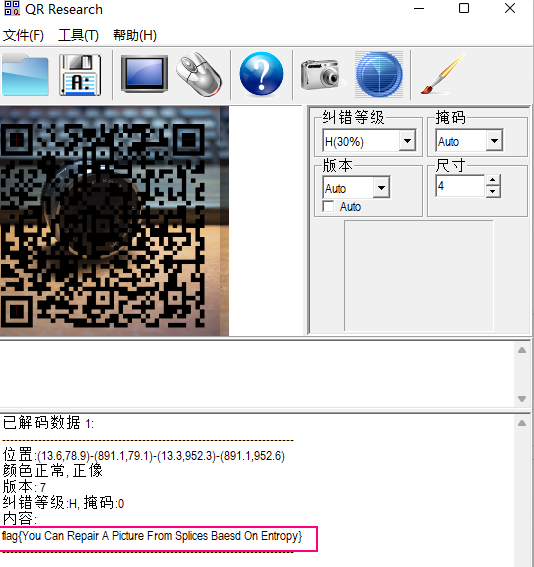 QR Research
文件(F) 工具(T) 帮助(H)
A:
纠错等级 掩码
H(30%) Auto
版本 尺寸
Auto 4
Auto
已解码数据 1:
位置:(13.6,78.9)-(891.1,79.1)-(13.3,952.3)-(891.1,952.6)
颜色正常, 正像
版本: 7
纠错等级:H, 掩码:0
内容:
flag{You Can Repair A Picture From Splices Baesd On Entropy}